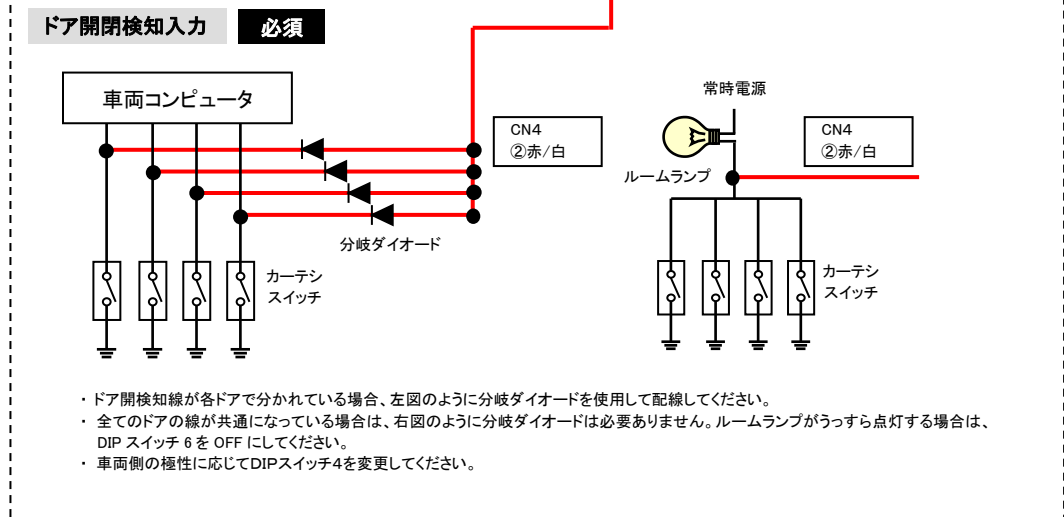 ドア開閉検知入力
必須
車両コンピュータ
CN4
②赤/白
分岐ダイオード
カーテシ
スイッチ
常時電源
ルームランプ
CN4
②赤/白
カーテシ
スイッチ
・ ドア開検知線が各ドアで分かれている場合、左図のように分岐ダイオードを使用して配線してください。
・ 全てのドアの線が共通になっている場合は、右図のように分岐ダイオードは必要ありません。ルームランプがうっすら点灯する場合は、
DIP スイッチ 6 を OFF にしてください。
・ 車両側の極性に応じてDIPスイッチ4を変更してください。